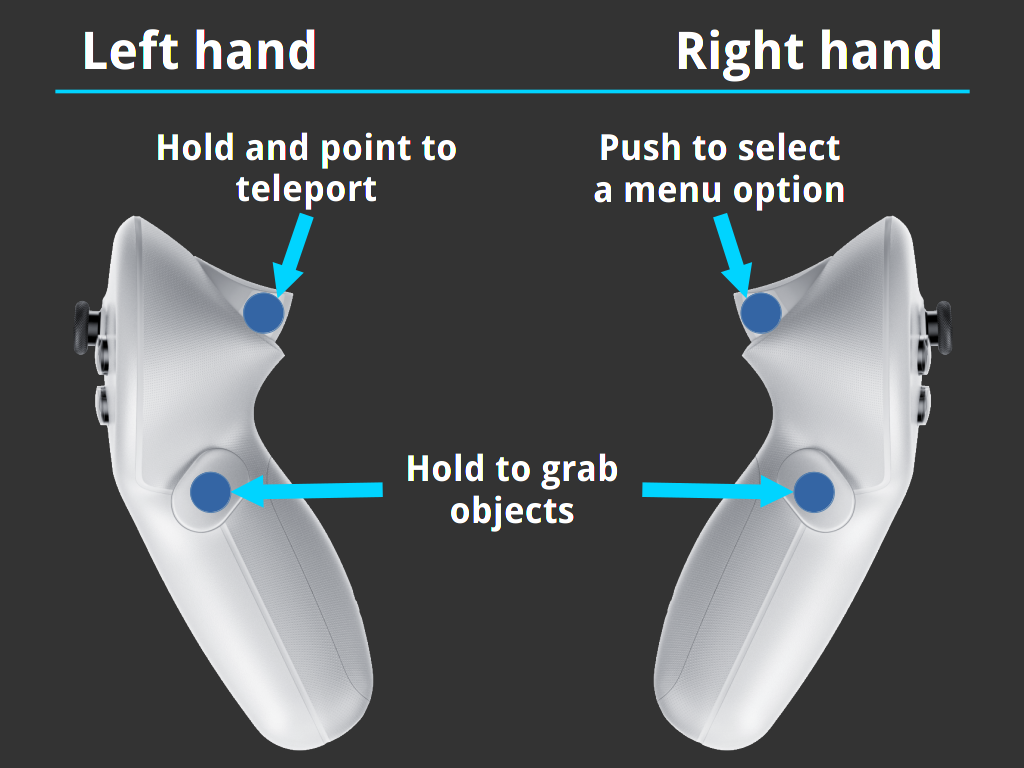 Left hand
Right hand
Hold and point to
teleport
Push to select
a menu option
Hold to grab
objects